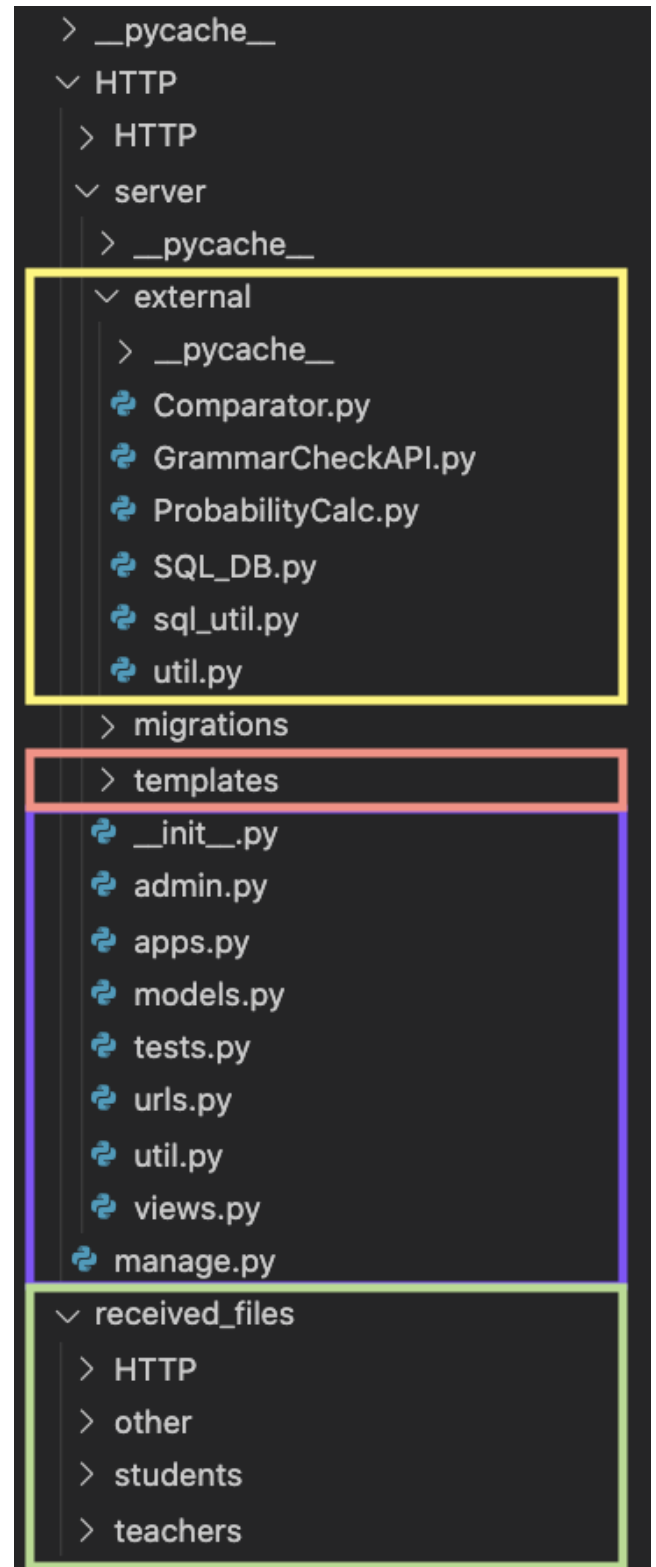 __pycache__
HTTP
HTTP
server
__pycache__
external
__pycache__
Comparator.py
GrammarCheckAPI.py
ProbabilityCalc.py
SQL_DB.py
sql_util.py
util.py
migrations
templates
__init__.py
admin.py
apps.py
models.py
tests.py
urls.py
util.py
views.py
manage.py
received_files
HTTP
other
students
teachers